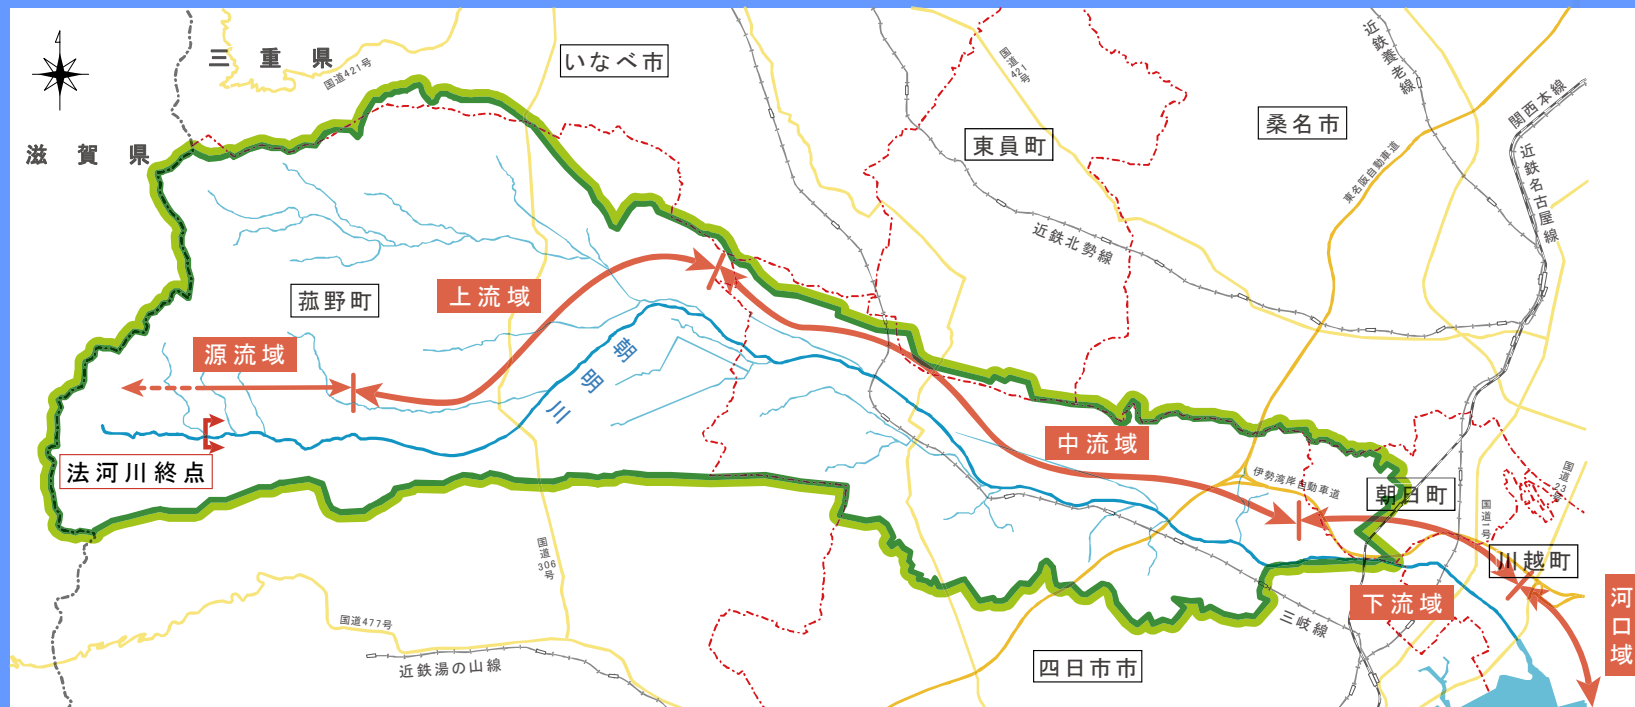 三重県
国道421号
いなべ市
国道421号
近鉄養老線
関西本線
桑名市
東員町
滋賀県
東名阪自動車道
近鉄名古屋線
近鉄北勢線
菰野町
上流域
源流域
朝明川
中流域
法河川終点
伊勢湾岸自動車道
朝日町
国道23号
国道1号
国道306号
川越町
下流域
河口域
国道477号
三岐線
近鉄湯の山線
四日市市